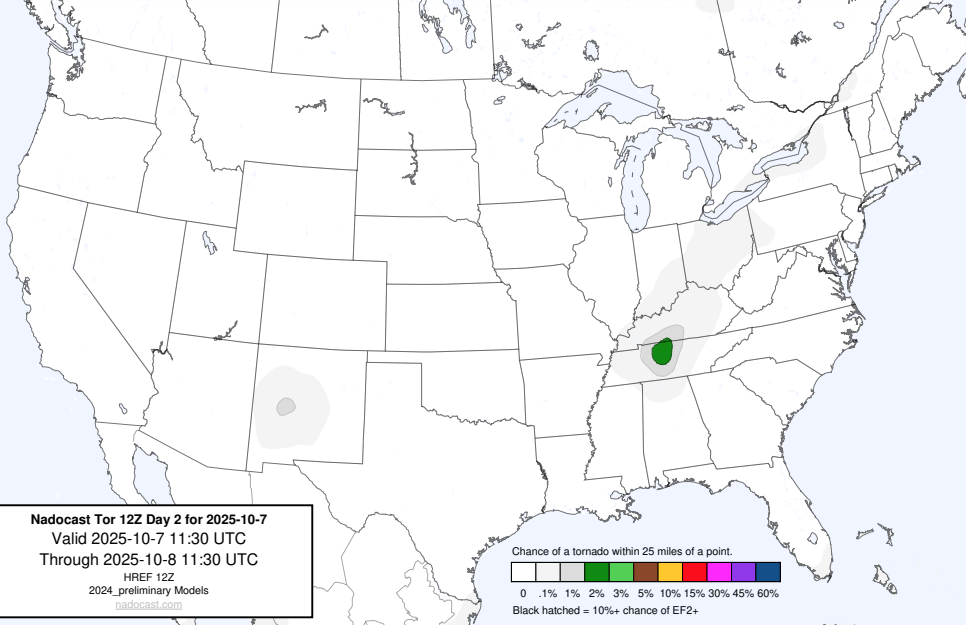 Nadocast Tor 12Z Day 2 for 2025-10-7
Valid 2025-10-7 11:30 UTC
Through 2025-10-8 11:30 UTC
HREF 12Z
2024_preliminary Models
nadocast.com
Chance of a tornado within 25 miles of a point.
0 .1% 1% 2% 3% 5% 10% 15% 30% 45% 60%
Black hatched = 10%+ chance of EF2+